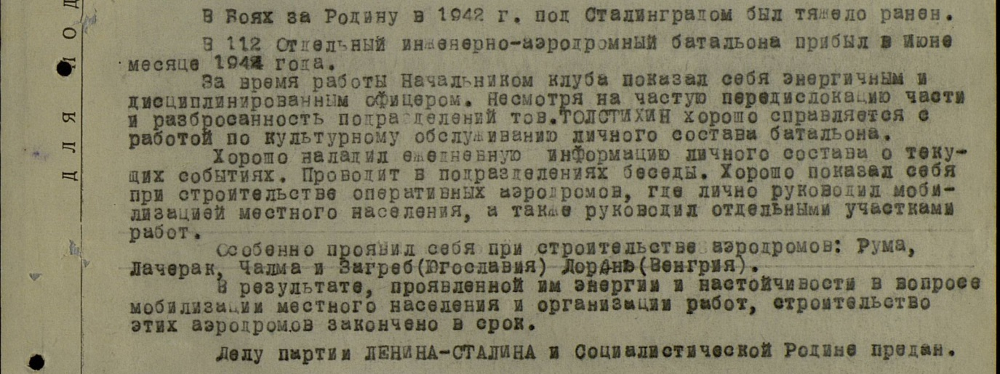 В Боях за Родину в 1942 г. под Сталинградом был тяжело ранен.
В 112 Отдельный инженерно-аэродромный батальона прибыл в Июне
месяце 1944 года.
За время работы Начальником клуба показал себя энергичным и
дисциплинированным офицером. Несмотря на частую передислокацию части
и разбросанность подразделений тов.ТОЛСТИХИН хорошо справляется с
работой по культурному обслуживанию личного состава батальона.
Хорошо наладил ежедневную информацию личного состава о теку-
щих событиях. Проводит в подразделениях беседы. Хорошо показал себя
при строительстве оперативных аэродромов, где лично руководил моби-
лизацией местного населения, а также руководил отдельными участками
работ.
Особенно проявил себя при строительстве аэродромов: Рума,
Лачерак, Чалма и Загреб(Югославия) (Венгрия).
В результате, проявленной им энергии и настойчивости в вопросе
мобилизации местного населения и организации работ, строительство
этих аэродромов закончено в срок.
Делу партии ЛЕНИНА-СТАЛИНА и Социалистической Родине предан.
ДЛЯ